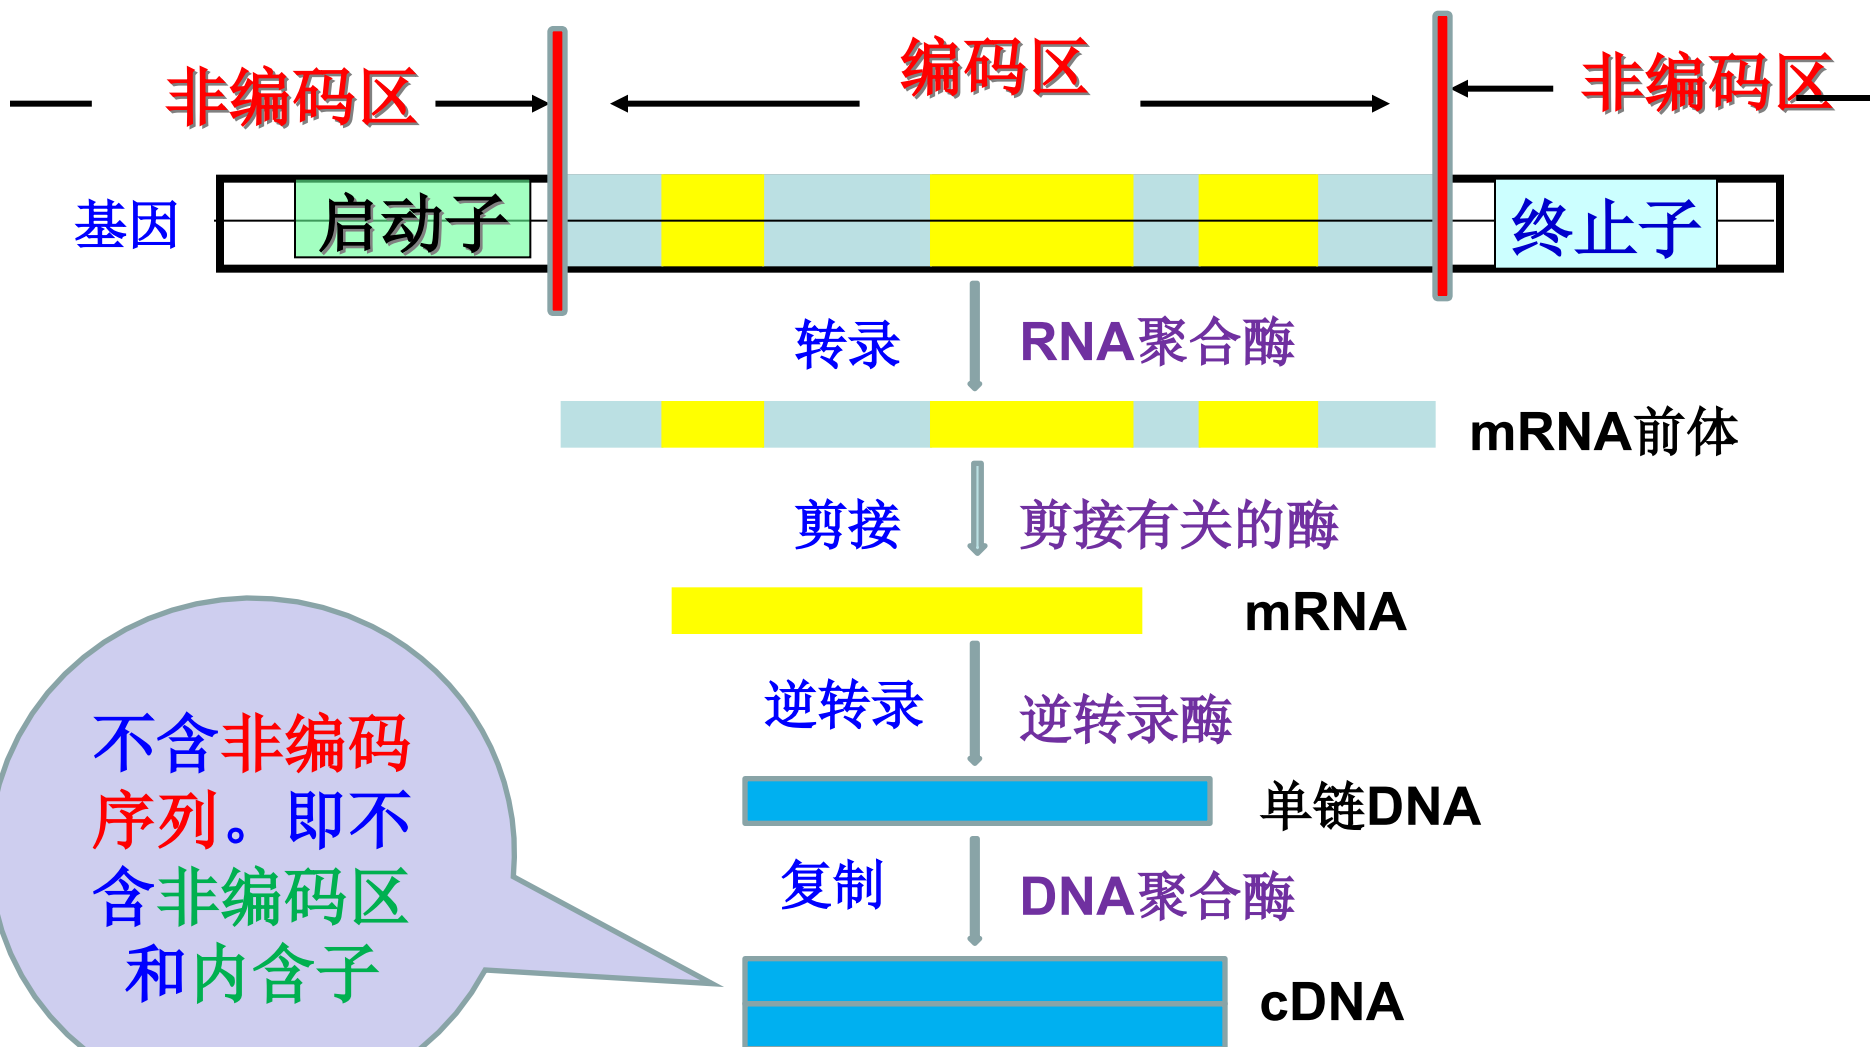 非编码区
编码区
非编码区
基因
启动子
终止子
转录
RNA聚合酶
mRNA前体
剪接
剪接有关的酶
mRNA
逆转录
逆转录酶
单链DNA
复制
DNA聚合酶
cDNA
不含非编码
序列。即不
含非编码区
和内含子